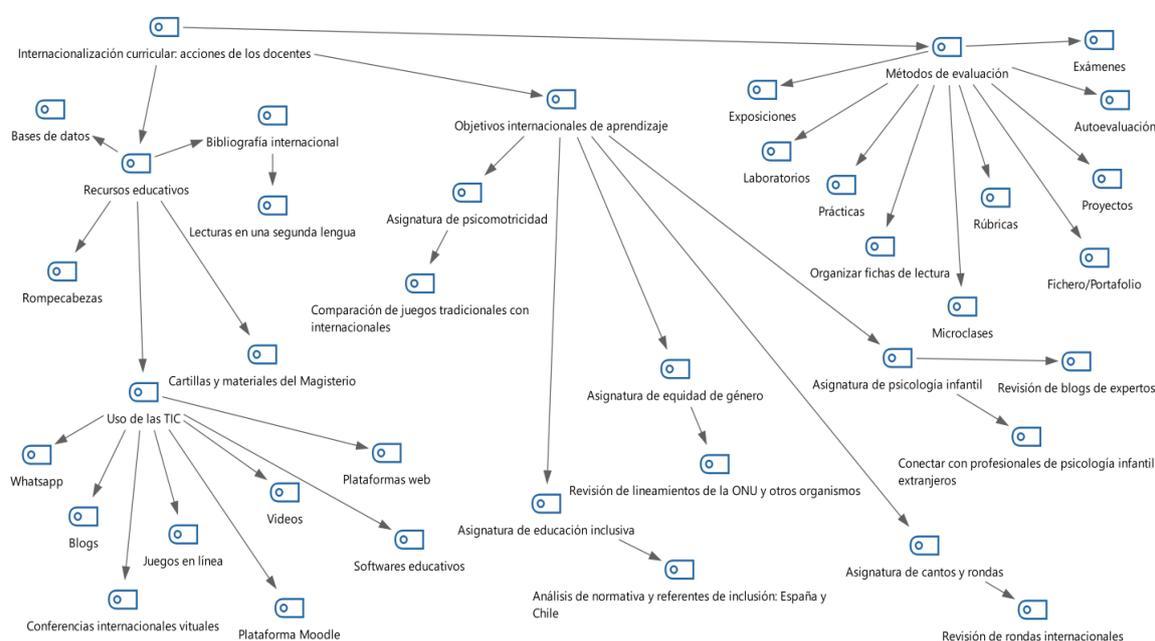 Internacionalización curricular: acciones de los docentes
Métodos de evaluación
Exámenes
Autoevaluación
Exposiciones
Laboratorios
Prácticas
Organizar fichas de lectura
Microclases
Rúbricas
Fichero/Portafolio
Proyectos
Objetivos internacionales de aprendizaje
Bases de datos
Bibliografía internacional
Recursos educativos
Lecturas en una segunda lengua
Rompecabezas
Cartillas y materiales del Magisterio
Asignatura de psicomotricidad
Comparación de juegos tradicionales con
internacionales
Asignatura de equidad de género
Revisión de lineamientos de la ONU y otros organismos
Asignatura de psicología infantil
Revisión de blogs de expertos
Conectar con profesionales de psicología infantil
extranjeros
Uso de las TIC
Whatsapp
Blogs
Juegos en línea
Videos
Plataformas web
Softwares educativos
Conferencias internacionales vituales
Plataforma Moodle
Asignatura de educación inclusiva
Análisis de normativa y referentes de inclusión: España y
Chile
Asignatura de cantos y rondas
Revisión de rondas internacionales